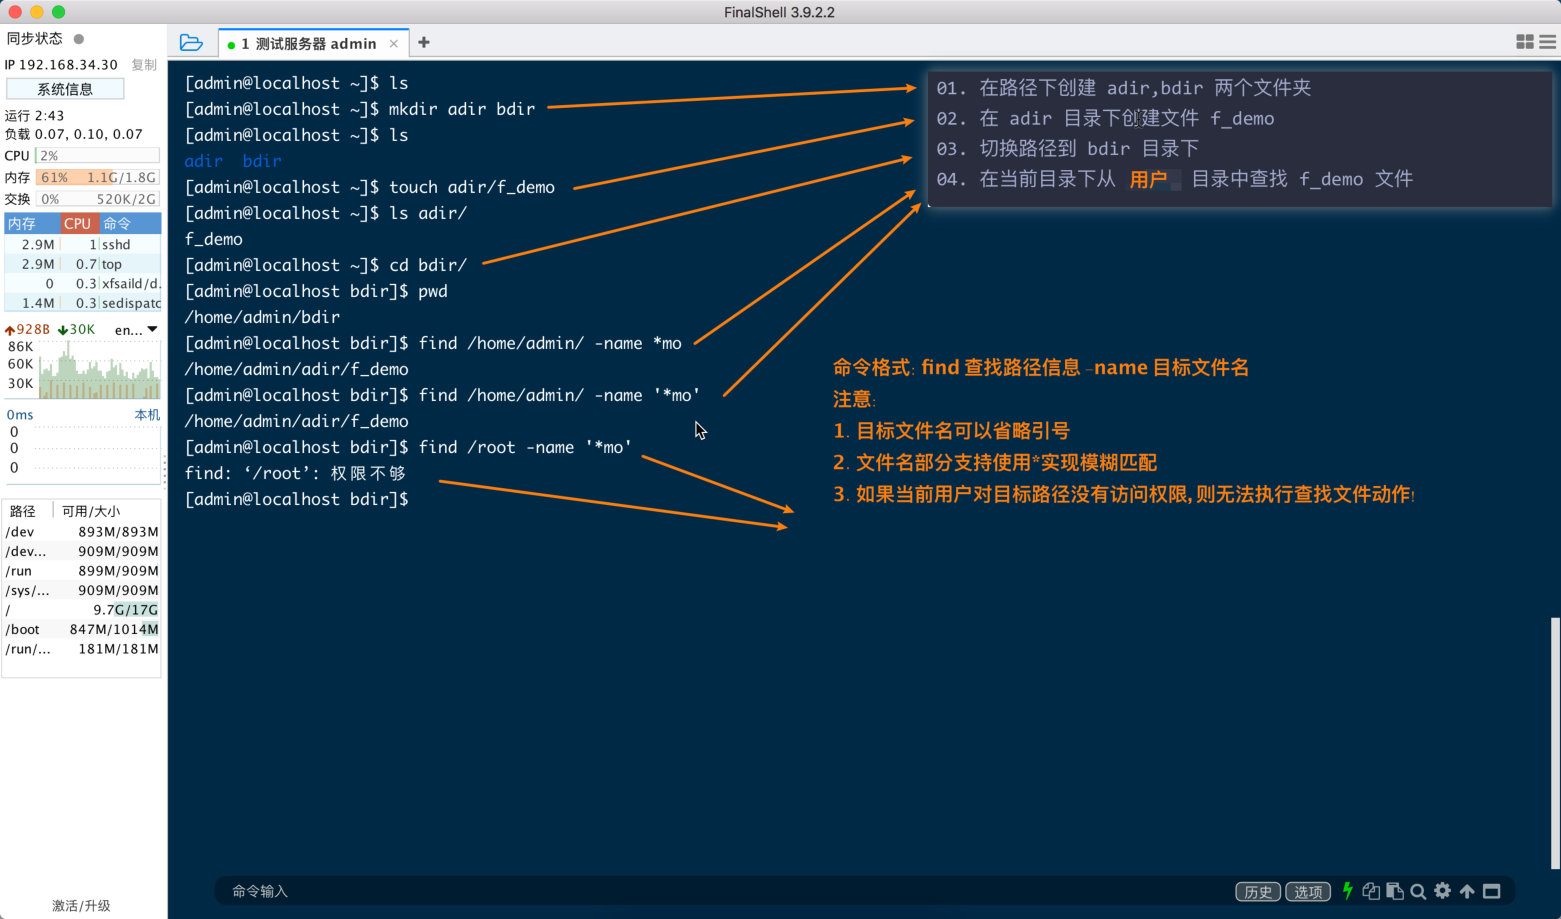 FinalShell 3.9.2.2
同步状态
IP 192.168.34.30 复制
系统信息
运行 2:43
负载 0.07, 0.10, 0.07
CPU 2%
内存 61% 1.1G/1.8G
交换 0% 520K/2G
内存 CPU 命令
2.9M 1 sshd
2.9M 0.7 top
0 0.3 xfsaild/d.
1.4M 0.3 sedispatc
928B 30K en...
86K
60K
30K
0ms 本机
0
0
0
路径 可用/大小
/dev 893M/893M
/dev... 909M/909M
/run 899M/909M
/sys/... 909M/909M
/ 9.7G/17G
/boot 847M/1014M
/run/... 181M/181M
激活/升级
1 测试服务器 admin
[admin@localhost ~]$ ls
[admin@localhost ~]$ mkdir adir bdir
[admin@localhost ~]$ ls
adir bdir
[admin@localhost ~]$ touch adir/f_demo
[admin@localhost ~]$ ls adir/
f_demo
[admin@localhost ~]$ cd bdir/
[admin@localhost bdir]$ pwd
/home/admin/bdir
[admin@localhost bdir]$ find /home/admin/ -name *mo
/home/admin/adir/f_demo
[admin@localhost bdir]$ find /home/admin/ -name '*mo'
/home/admin/adir/f_demo
[admin@localhost bdir]$ find /root -name '*mo'
find: ‘/root’: 权限不够
[admin@localhost bdir]$
01. 在路径下创建 adir,bdir 两个文件夹
02. 在 adir 目录下创建文件 f_demo
03. 切换路径到 bdir 目录下
04. 在当前目录下从 用户 目录中查找 f_demo 文件
命令格式: find 查找路径信息 -name 目标文件名
注意:
1. 目标文件名可以省略引号
2. 文件名部分支持使用*实现模糊匹配
3. 如果当前用户对目标路径没有访问权限, 则无法执行查找文件动作!
命令输入
历史 选项